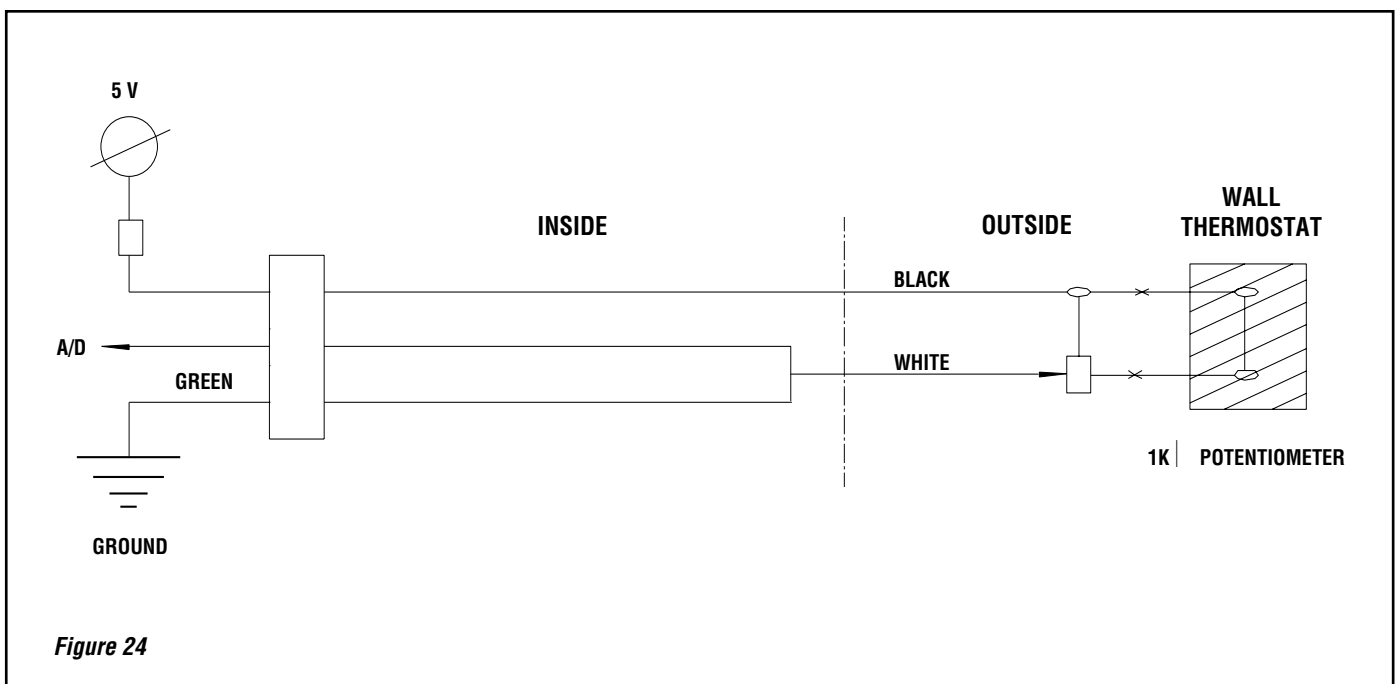 5 V
INSIDE
OUTSIDE
WALL
THERMOSTAT
BLACK
A/D
WHITE
GREEN
1K POTENTIOMETER
GROUND
Figure 24